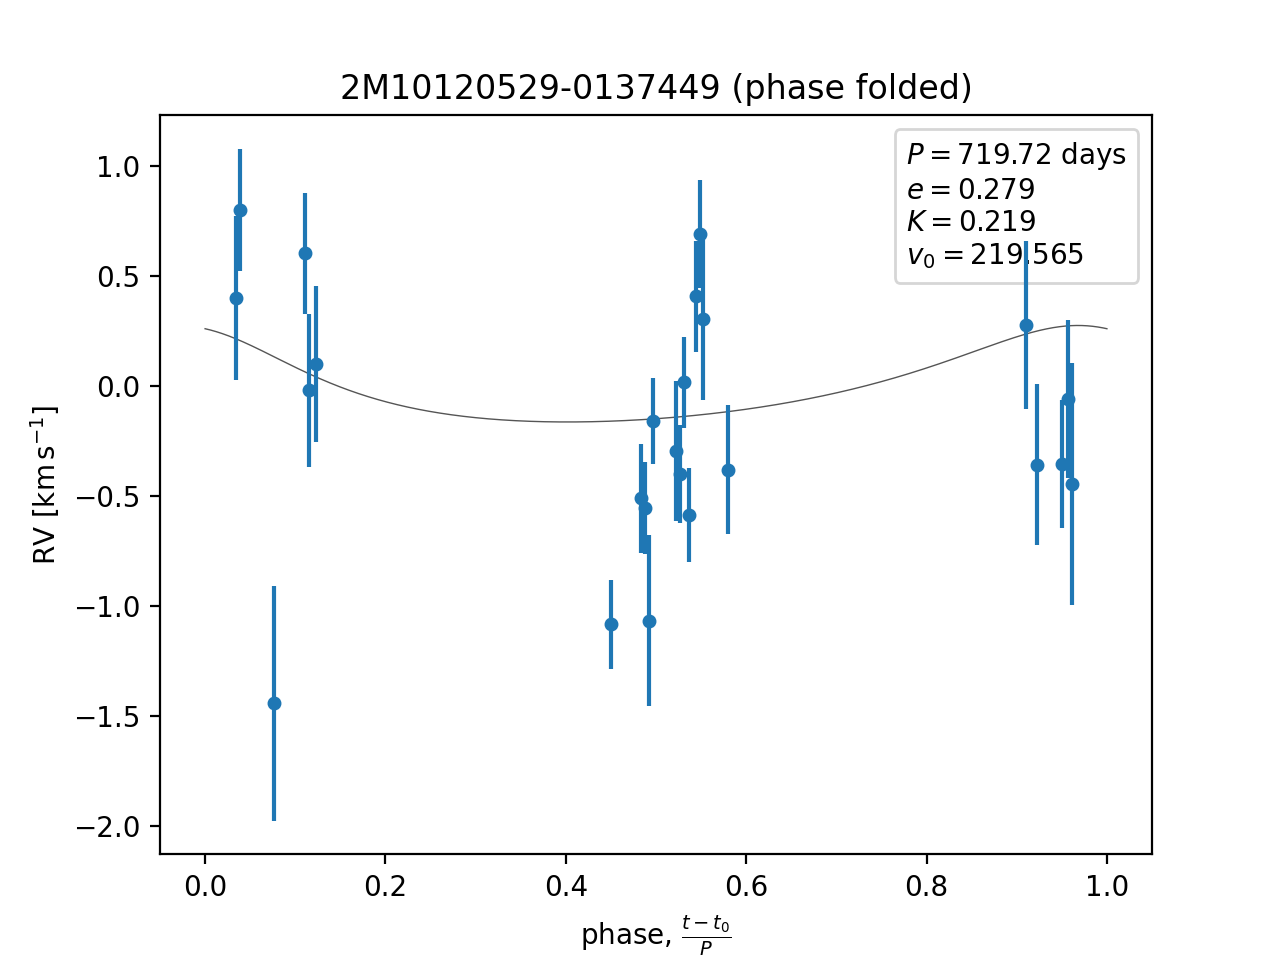 2M10120529-0137449 (phase folded)
P = 719.72 days
e = 0.279
K = 0.219
v₀ = 219.565
1.0
0.5
0.0
−0.5
−1.0
−1.5
−2.0
RV [km s⁻¹]
0.0 0.2 0.4 0.6 0.8 1.0
phase, (t − t₀)/P